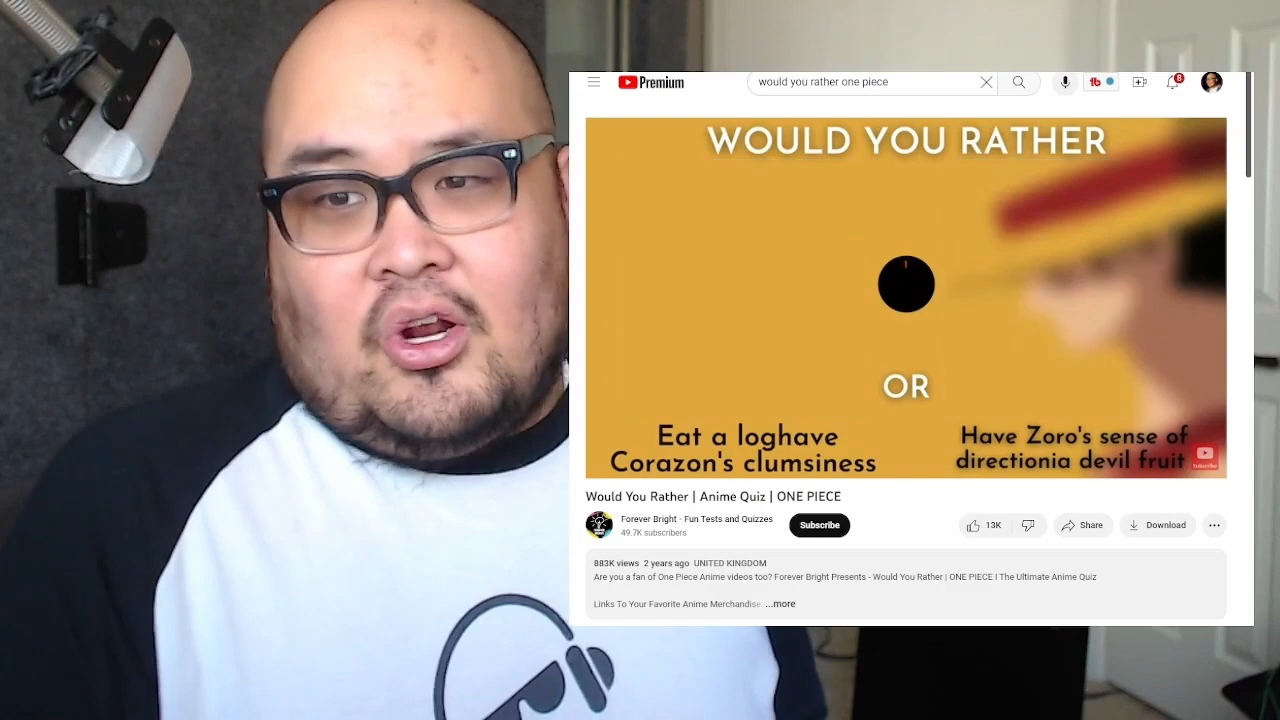 Premium
would you rather one piece
8
WOULD YOU RATHER
OR
Eat a loghave
Corazon's clumsiness
Have Zoro's sense of
directionia devil fruit
Subscribe
Would You Rather | Anime Quiz | ONE PIECE
Forever Bright - Fun Tests and Quizzes
49.7K subscribers
Subscribe
13K
Share
Download
883K views 2 years ago UNITED KINGDOM
Are you a fan of One Piece Anime videos too? Forever Bright Presents - Would You Rather | ONE PIECE I The Ultimate Anime Quiz
Links To Your Favorite Anime Merchandise ...more